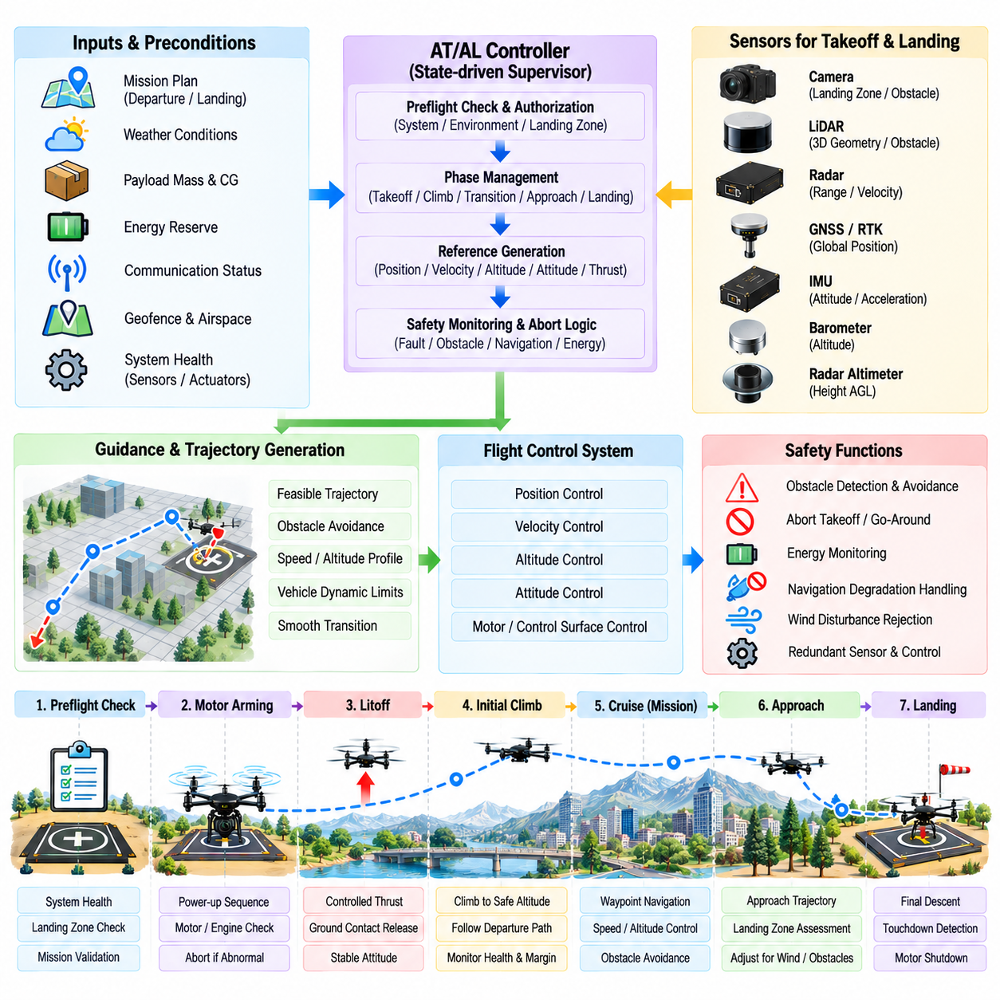 Inputs & Preconditions
Mission Plan
(Departure / Landing)
Weather Conditions
Payload Mass & CG
Energy Reserve
Communication Status
Geofence & Airspace
System Health
(Sensors / Actuators)
AT/AL Controller
(State-driven Supervisor)
Preflight Check & Authorization
(System / Environment / Landing Zone)
Phase Management
(Takeoff / Climb / Transition / Approach / Landing)
Reference Generation
(Position / Velocity / Altitude / Attitude / Thrust)
Safety Monitoring & Abort Logic
(Fault / Obstacle / Navigation / Energy)
Sensors for Takeoff & Landing
Camera
(Landing Zone / Obstacle)
LiDAR
(3D Geometry / Obstacle)
Radar
(Range / Velocity)
GNSS / RTK
(Global Position)
IMU
(Attitude / Acceleration)
Barometer
(Altitude)
Radar Altimeter
(Height AGL)
Guidance & Trajectory Generation
Feasible Trajectory
Obstacle Avoidance
Speed / Altitude Profile
Vehicle Dynamic Limits
Smooth Transition
Flight Control System
Position Control
Velocity Control
Altitude Control
Attitude Control
Motor / Control Surface Control
Safety Functions
Obstacle Detection & Avoidance
Abort Takeoff / Go-Around
Energy Monitoring
Navigation Degradation Handling
Wind Disturbance Rejection
Redundant Sensor & Control
1. Preflight Check
2. Motor Arming
3. Litoff
4. Initial Climb
5. Cruise (Mission)
6. Approach
7. Landing
System Health
Landing Zone Check
Mission Validation
Power-up Sequence
Motor / Engine Check
Abort if Abnormal
Controlled Thrust
Ground Contact Release
Stable Attitude
Climb to Safe Altitude
Follow Departure Path
Monitor Health & Margin
Waypoint Navigation
Speed / Altitude Control
Obstacle Avoidance
Approach Trajectory
Landing Zone Assessment
Adjust for Wind / Obstacles
Final Descent
Touchdown Detection
Motor Shutdown